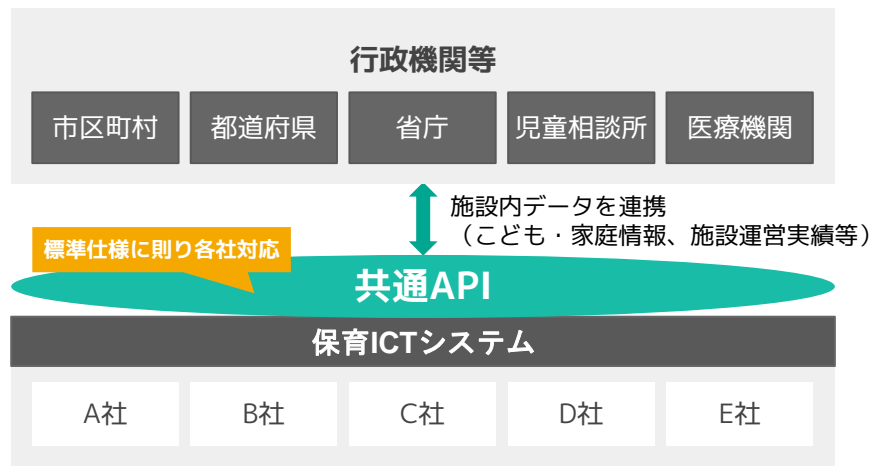 行政機関等
市区町村
都道府県
省庁
児童相談所
医療機関
施設内データを連携
（こども・家庭情報、施設運営実績等）
標準仕様に則り各社対応
共通API
保育ICTシステム
A社
B社
C社
D社
E社